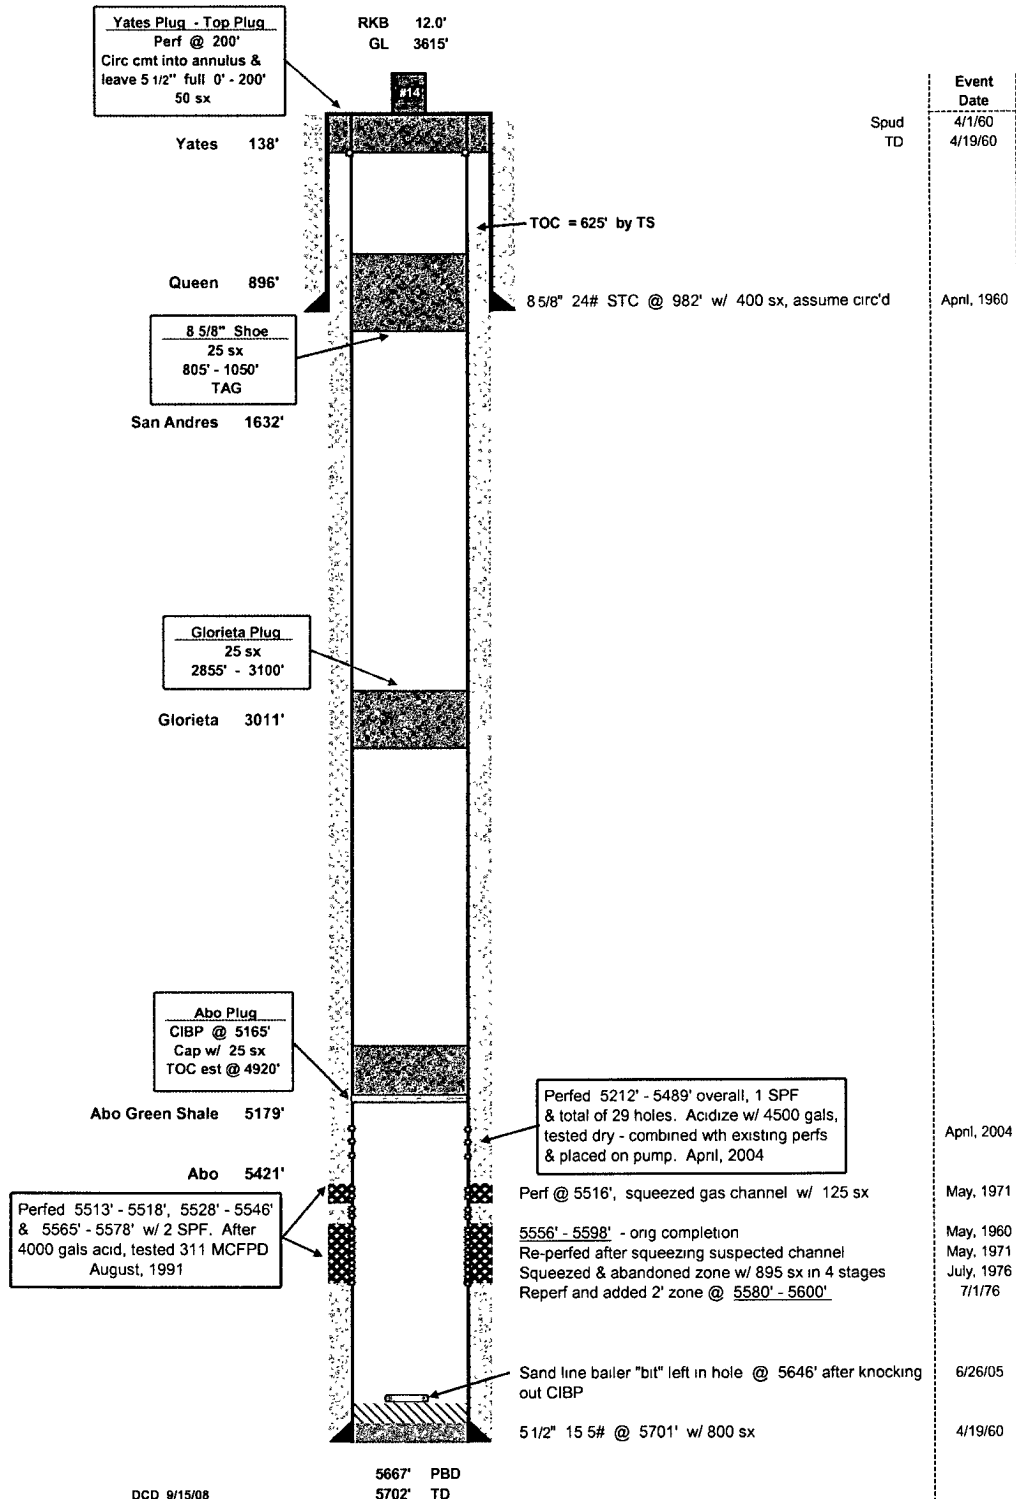 Yates Plug - Top Plug
Perf @ 200'
Circ cmt into annulus &
leave 5 1/2" full 0' - 200'
50 sx
RKB 12.0'
GL 3615'
#14
Event
Date
Spud 4/1/60
TD 4/19/60
Yates 138'
TOC = 625' by TS
Queen 896'
8 5/8" 24# STC @ 982' w/ 400 sx, assume circ'd April, 1960
8 5/8" Shoe
25 sx
805' - 1050'
TAG
San Andres 1632'
Glorieta Plug
25 sx
2855' - 3100'
Glorieta 3011'
Abo Plug
CIBP @ 5165'
Cap w/ 25 sx
TOC est @ 4920'
Abo Green Shale 5179'
Perfed 5212' - 5489' overall, 1 SPF
& total of 29 holes. Acidize w/ 4500 gals,
tested dry - combined wth existing perfs
& placed on pump. April, 2004
April, 2004
Abo 5421'
Perfed 5513' - 5518', 5528' - 5546'
& 5565' - 5578' w/ 2 SPF. After
4000 gals acid, tested 311 MCFPD
August, 1991
Perf @ 5516', squeezed gas channel w/ 125 sx May, 1971
5556' - 5598' - orig completion May, 1960
Re-perfed after squeezing suspected channel May, 1971
Squeezed & abandoned zone w/ 895 sx in 4 stages July, 1976
Reperf and added 2' zone @ 5580' - 5600' 7/1/76
Sand line bailer "bit" left in hole @ 5646' after knocking 6/26/05
out CIBP
5 1/2" 15 5# @ 5701' w/ 800 sx 4/19/60
5667' PBD
5702' TD
DCD 9/15/08